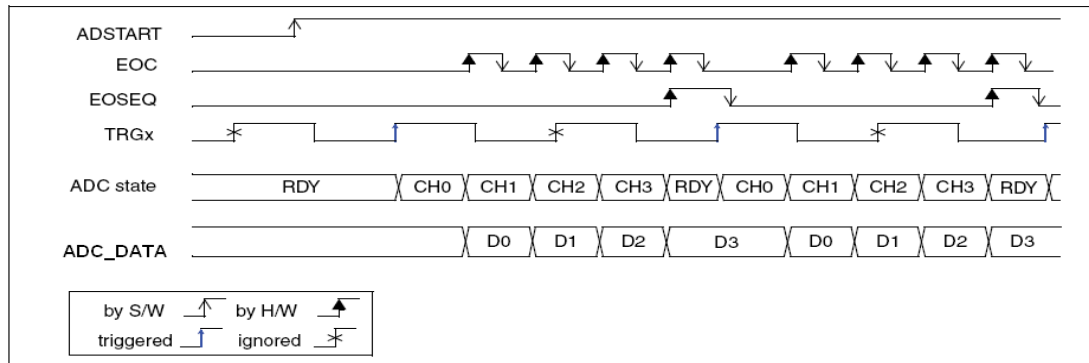 ADSTART
EOC
EOSEQ
TRGx
ADC state RDY CH0 CH1 CH2 CH3 RDY CH0 CH1 CH2 CH3 RDY
ADC_DATA D0 D1 D2 D3 D0 D1 D2 D3
by S/W by H/W
triggered ignored